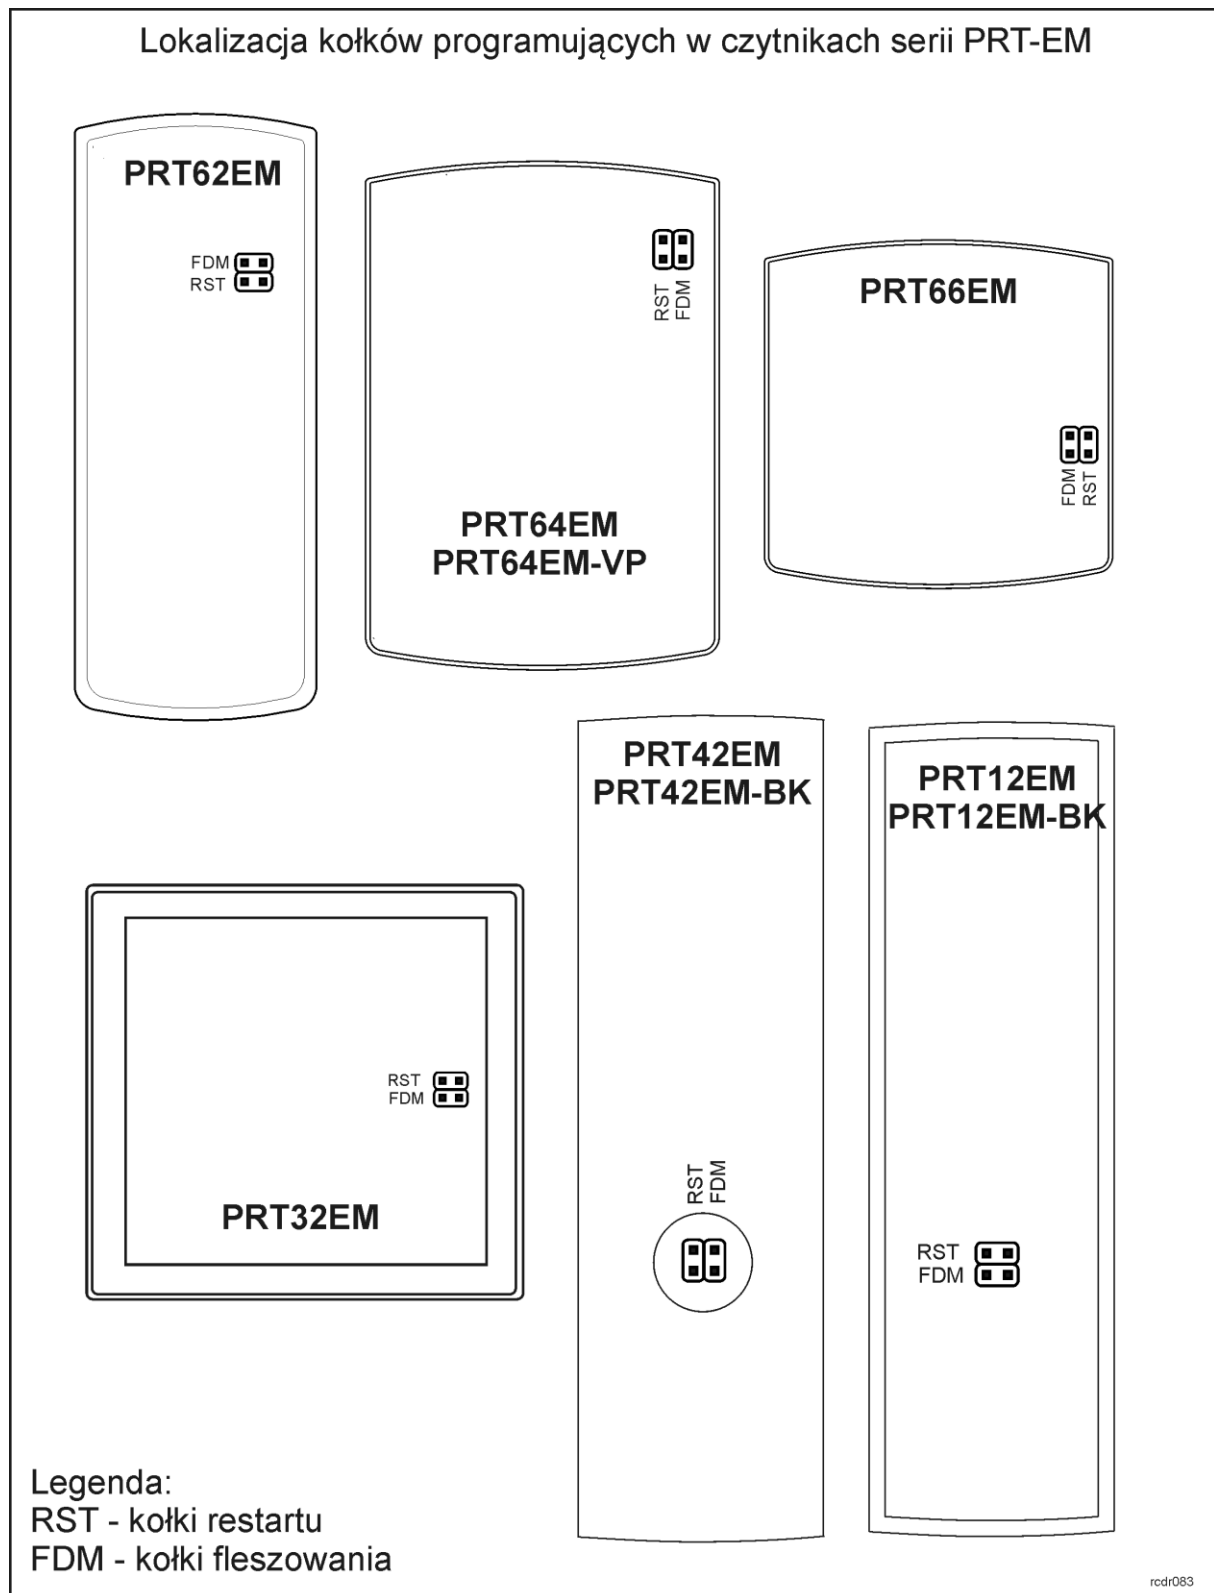 Lokalizacja kołków programujących w czytnikach serii PRT-EM
PRT62EM
FDM
RST
RST
FDM
PRT64EM
PRT64EM-VP
PRT66EM
FDM
RST
PRT42EM
PRT42EM-BK
RST
FDM
PRT12EM
PRT12EM-BK
RST
FDM
RST
FDM
PRT32EM
Legenda:
RST - kołki restartu
FDM - kołki fleszowania
rcdr083